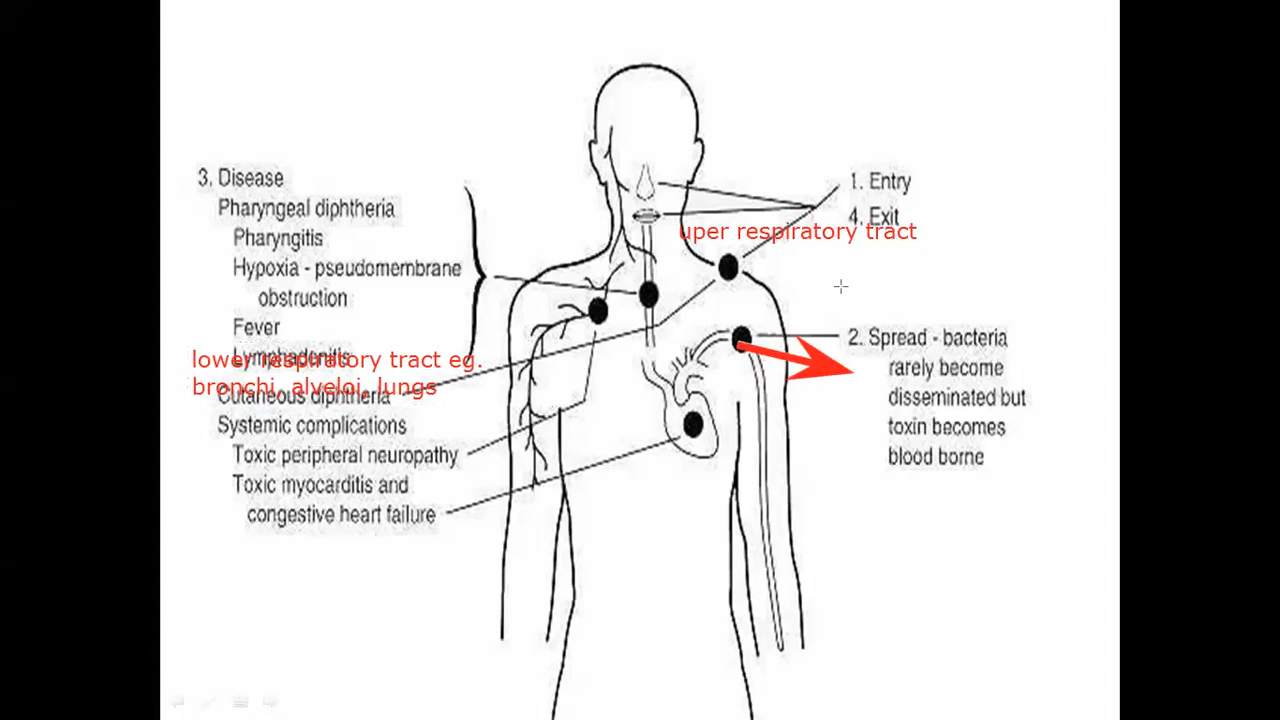 3. Disease
Pharyngeal diphtheria
Pharyngitis
Hypoxia - pseudomembrane
obstruction
Fever
Lymphadenitis
lower respiratory tract eg.
bronchi, alveloi, lungs
Cutaneous diphtheria
Systemic complications
Toxic peripheral neuropathy
Toxic myocarditis and
congestive heart failure
1. Entry
4. Exit
uper respiratory tract
2. Spread - bacteria
rarely become
disseminated but
toxin becomes
blood borne